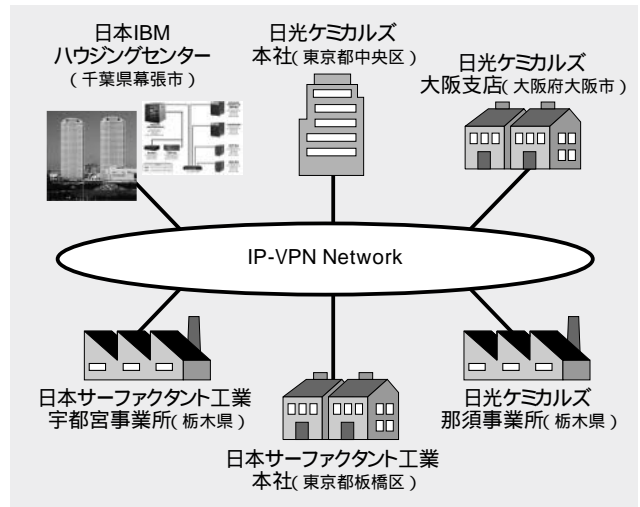 日本IBM
ハウジングセンター
(千葉県幕張市)
日光ケミカルズ
本社(東京都中央区)
日光ケミカルズ
大阪支店(大阪府大阪市)
IP-VPN Network
日本サーファクタント工業
宇都宮事業所(栃木県)
日本サーファクタント工業
本社(東京都板橋区)
日光ケミカルズ
那須事業所(栃木県)